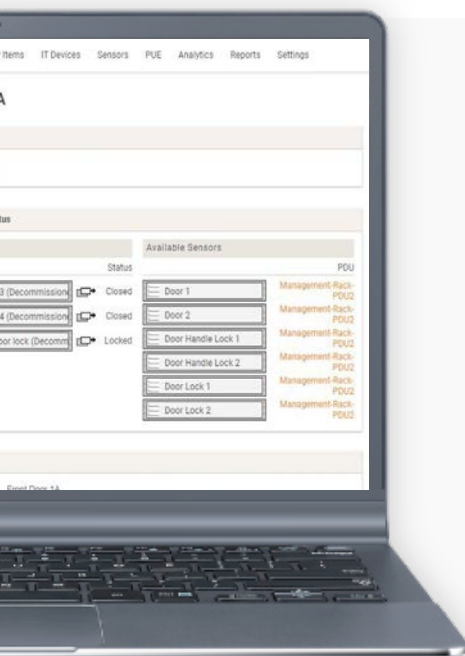 Items IT Devices Sensors PUE Analytics Reports Settings
A
tus
Available Sensors
Status
PDU
3 (Decommissione
Closed
Door 1
Management-Rack-
PDU2
4 (Decommission
Closed
Door 2
Management-Rack-
PDU2
oor lock (Decomm
Locked
Door Handle Lock 1
Management-Rack-
PDU2
Door Handle Lock 2
Management-Rack-
PDU2
Door Lock 1
Management-Rack-
PDU2
Door Lock 2
Management-Rack-
PDU2
Front Door 1A